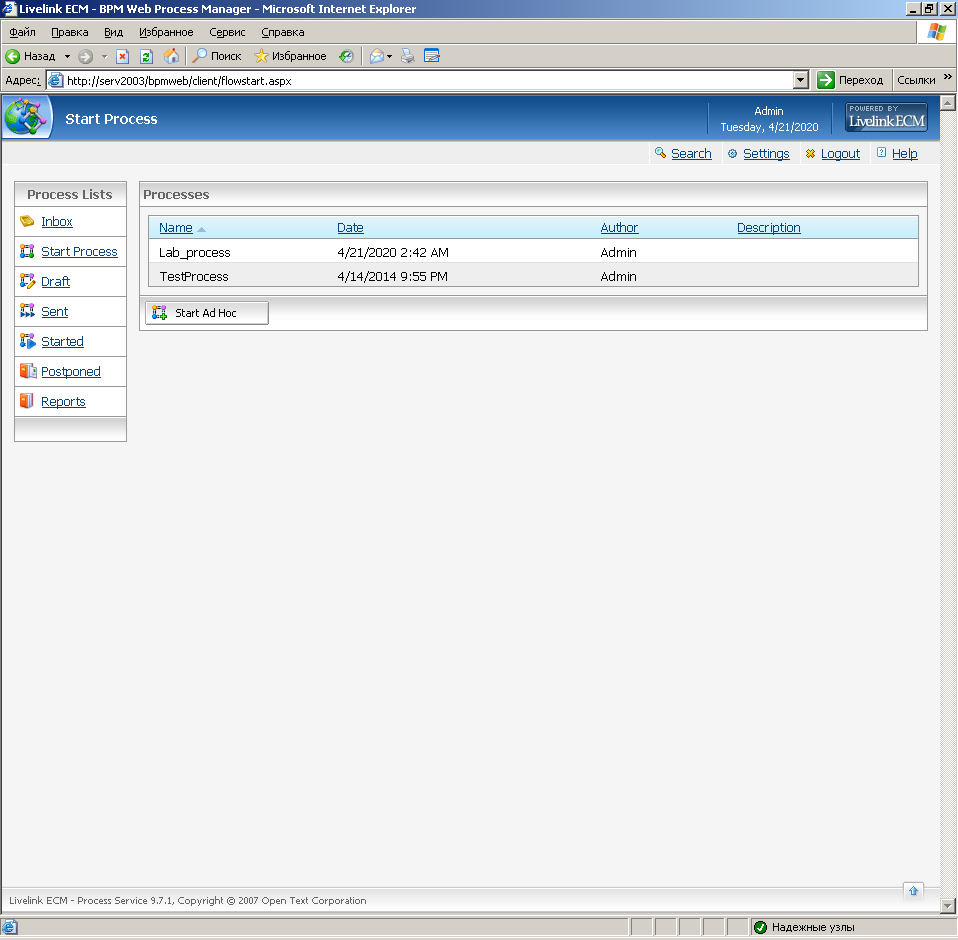 Livelink ECM - BPM Web Process Manager - Microsoft Internet Explorer
Файл Правка Вид Избранное Сервис Справка
Назад Поиск Избранное
Адрес: http://serv2003/bpmweb/client/flowstart.aspx Переход Ссылки »
Start Process
Admin
Tuesday, 4/21/2020
POWERED BY
Livelink ECM
Search Settings Logout Help
Process Lists
Inbox
Start Process
Draft
Sent
Started
Postponed
Reports
Processes
Name Date Author Description
Lab_process 4/21/2020 2:42 AM Admin
TestProcess 4/14/2014 9:55 PM Admin
Start Ad Hoc
Livelink ECM - Process Service 9.7.1, Copyright © 2007 Open Text Corporation
Надежные узлы